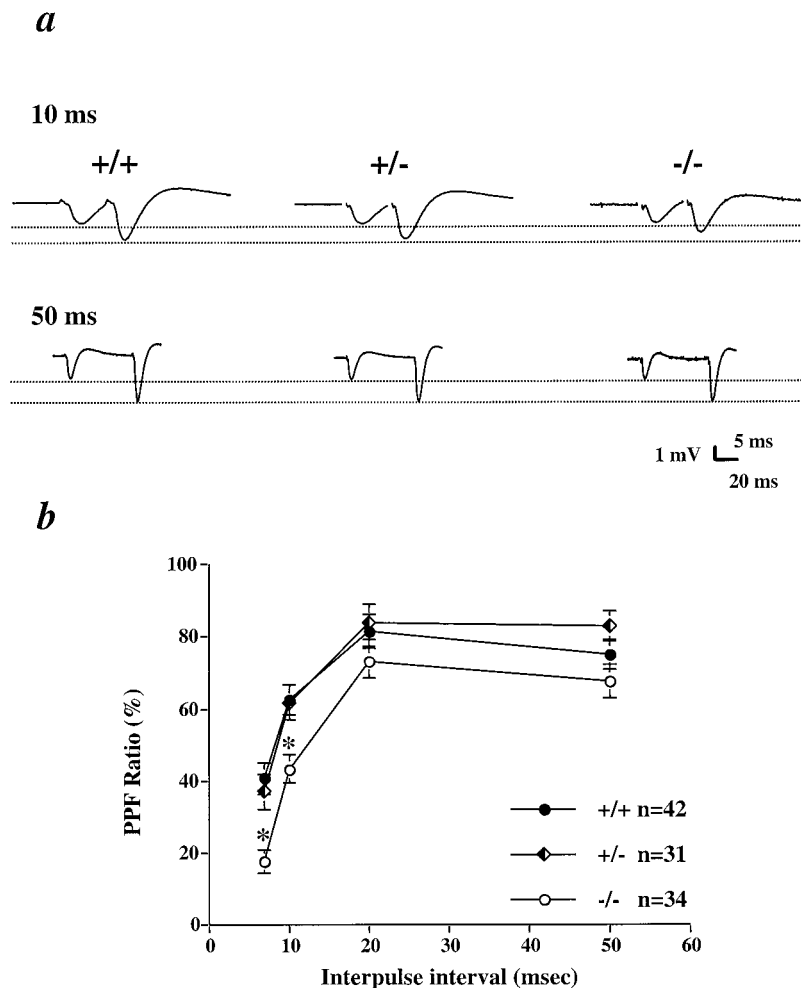 a
10 ms
+/+ +/- -/-
50 ms
1 mV 5 ms
20 ms
b
100
80
60
40
20
0
PPF Ratio (%)
*
*
+/+ n=42
+/- n=31
-/- n=34
0 10 20 30 40 50 60
Interpulse interval (msec)